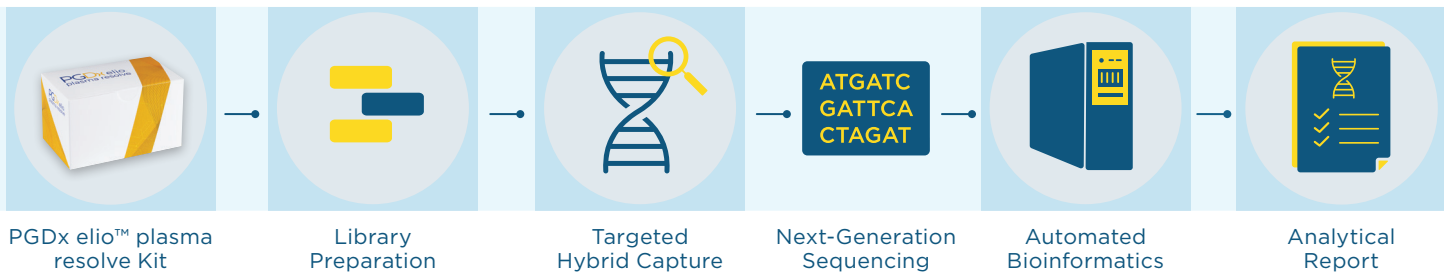 PGDx elio
plasma resolve
ATGATC
GATTCA
CTAGAT
PGDx elio™ plasma
resolve Kit
Library
Preparation
Targeted
Hybrid Capture
Next-Generation
Sequencing
Automated
Bioinformatics
Analytical
Report